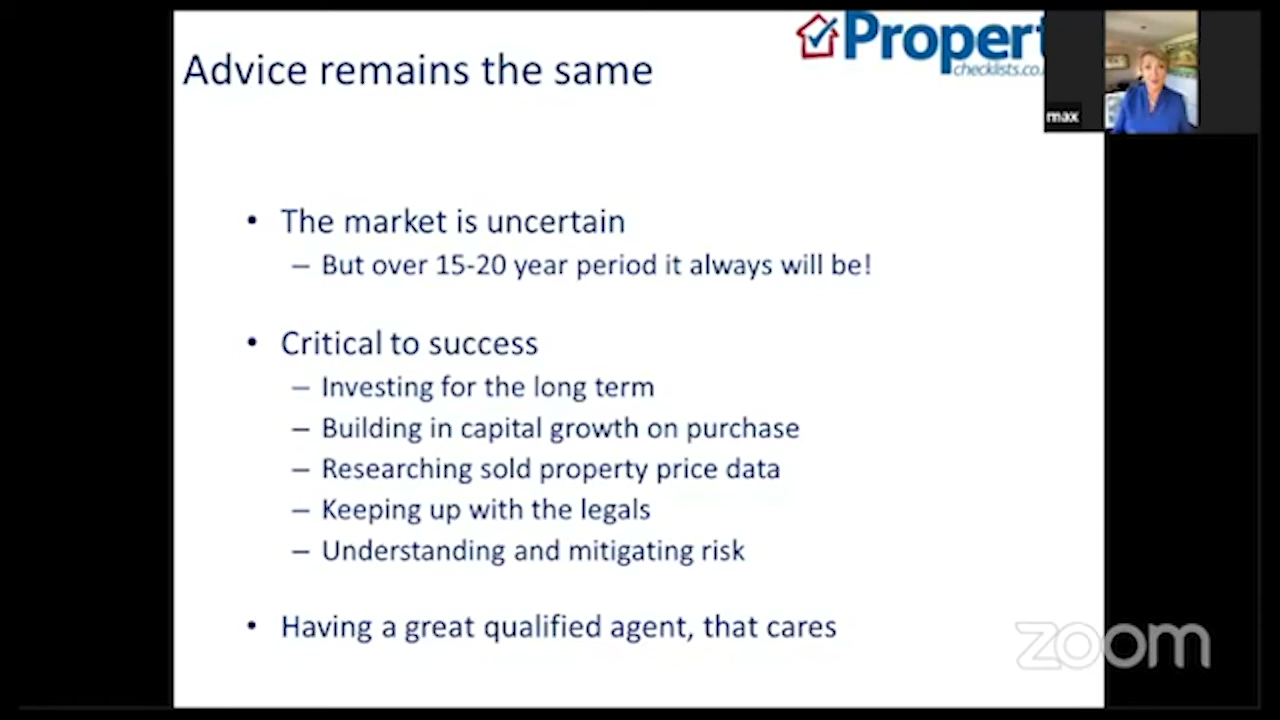 Advice remains the same
Propert
checklists.co.
max
• The market is uncertain
– But over 15-20 year period it always will be!
• Critical to success
– Investing for the long term
– Building in capital growth on purchase
– Researching sold property price data
– Keeping up with the legals
– Understanding and mitigating risk
• Having a great qualified agent, that cares
zoom